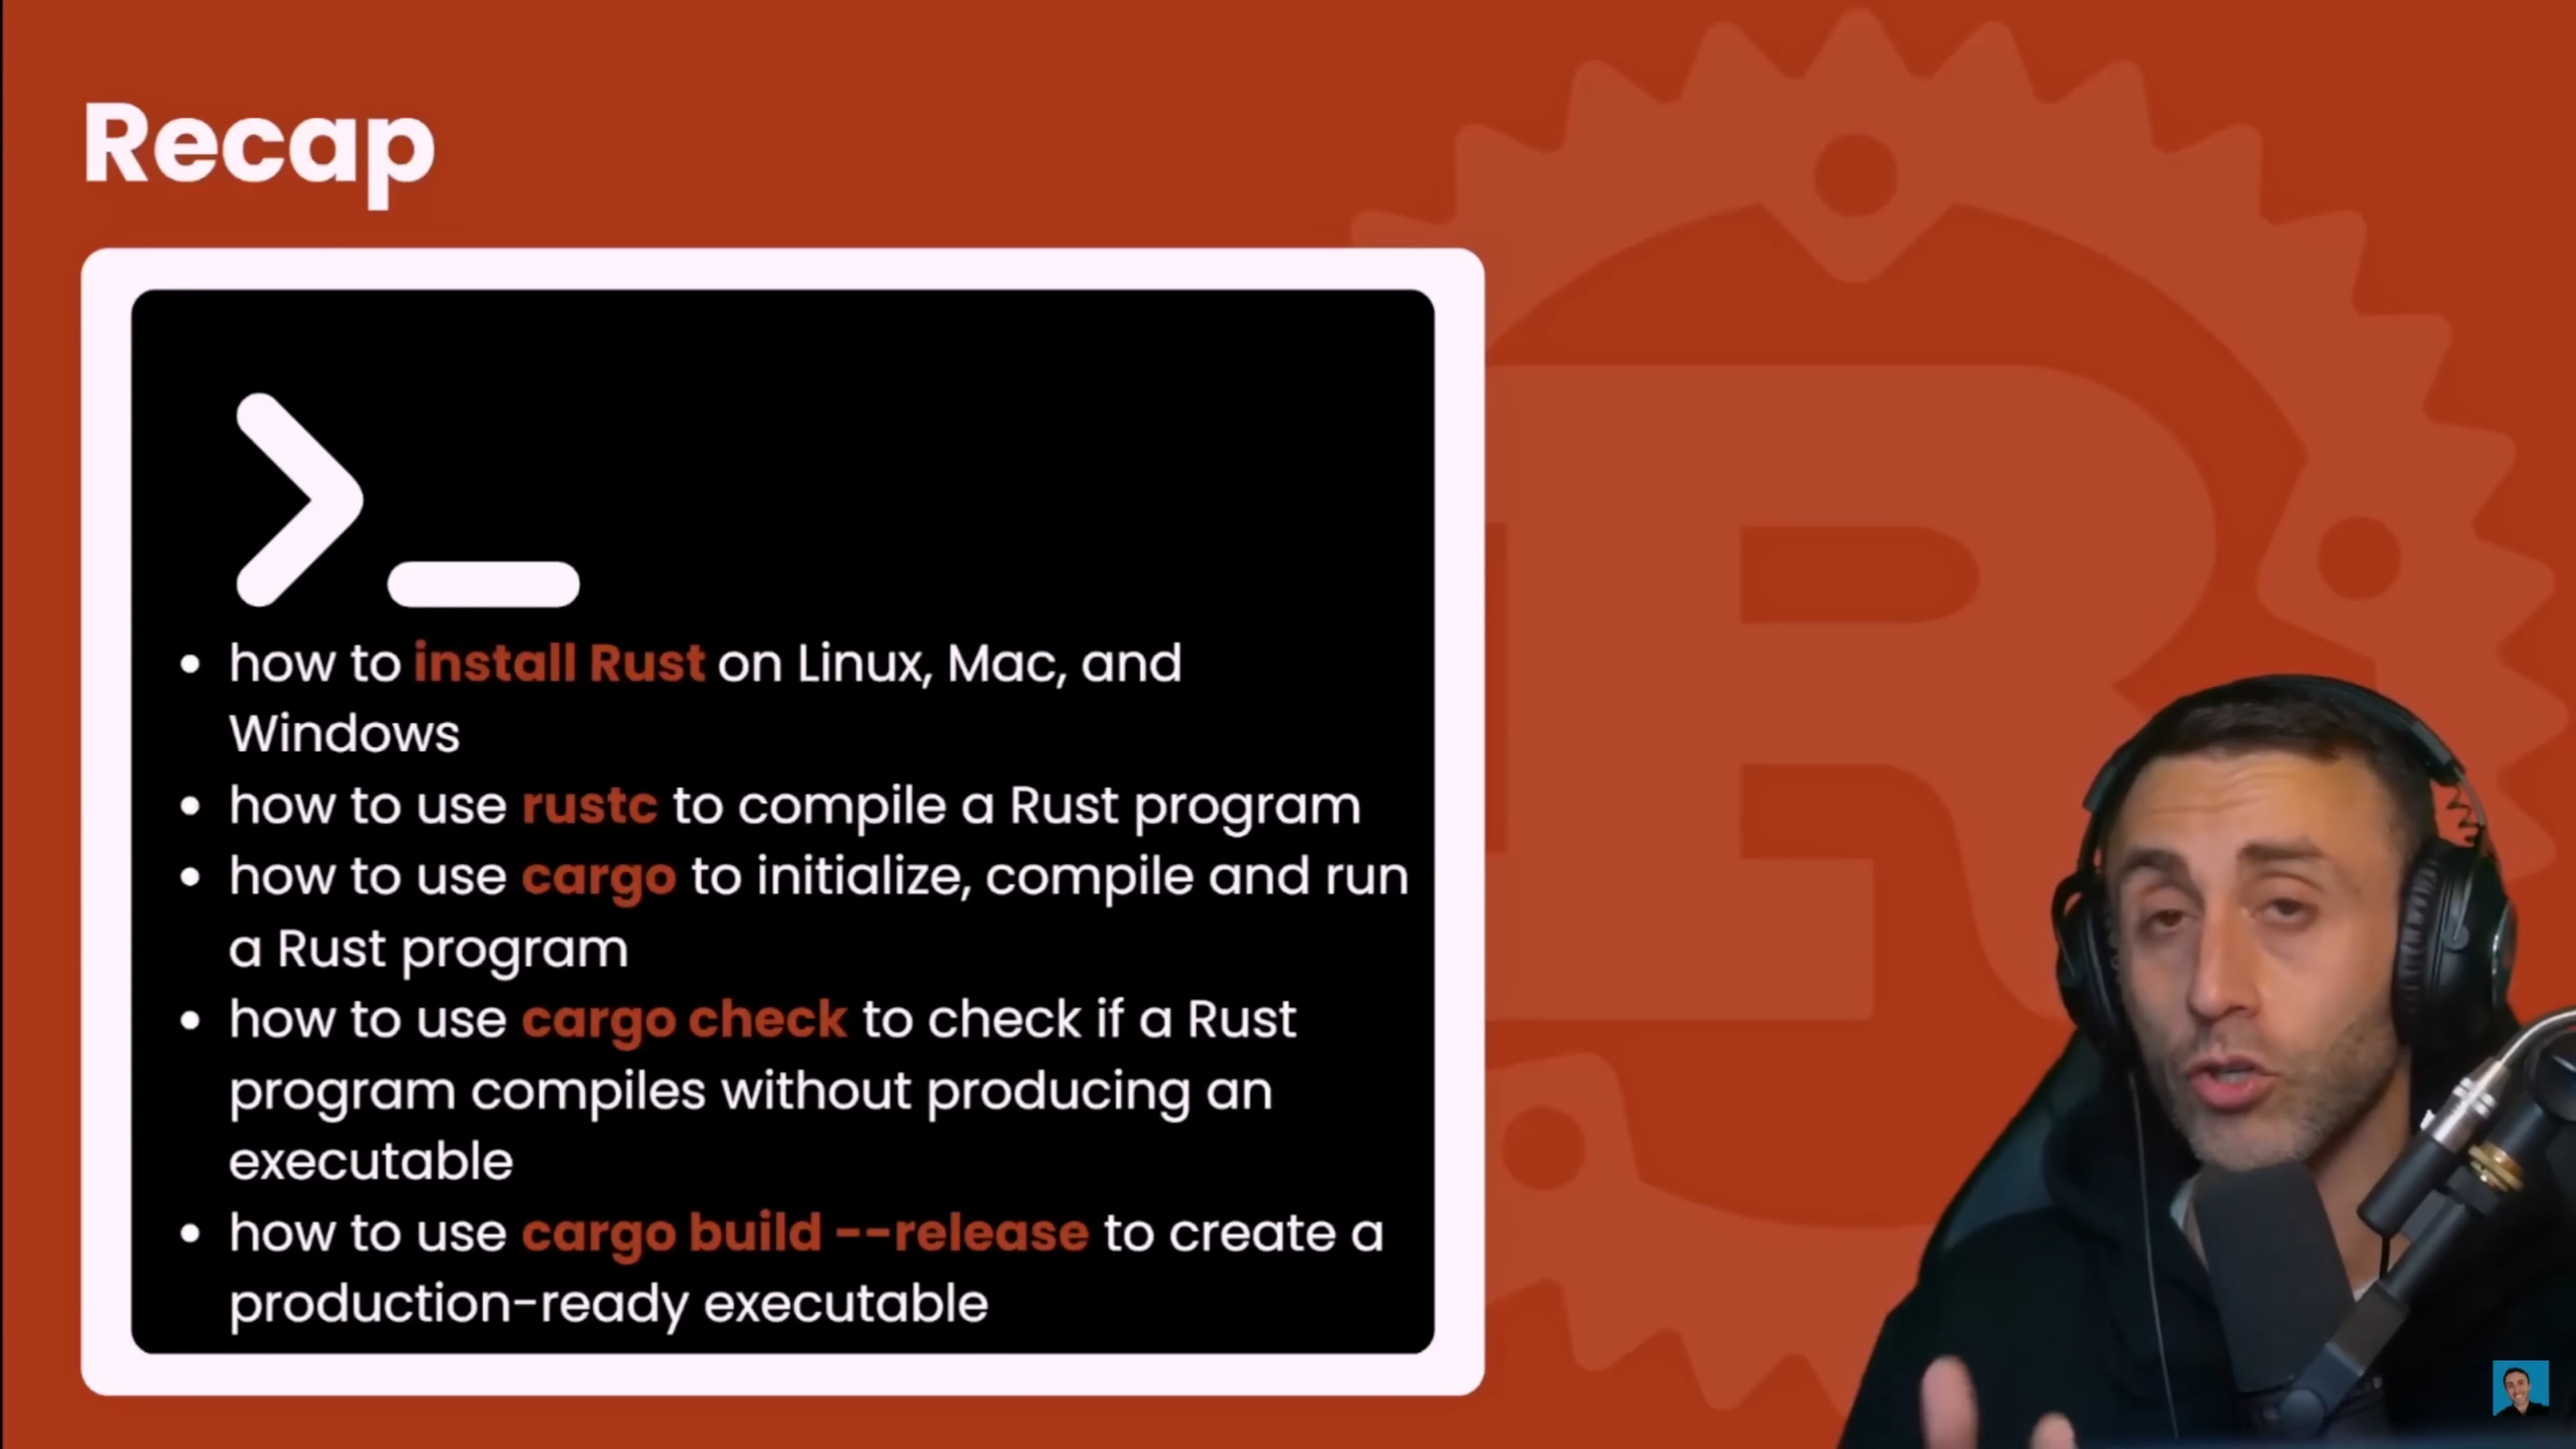 Recap
how to install Rust on Linux, Mac, and
Windows
how to use rustc to compile a Rust program
how to use cargo to initialize, compile and run
a Rust program
how to use cargo check to check if a Rust
program compiles without producing an
executable
how to use cargo build --release to create a
production-ready executable